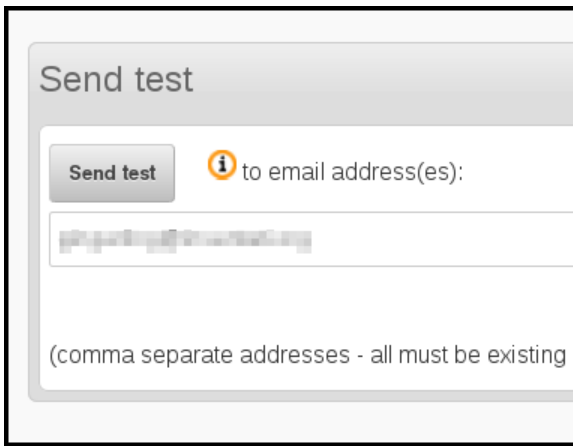 Send test
Send test to email address(es):
(comma separate addresses - all must be existing